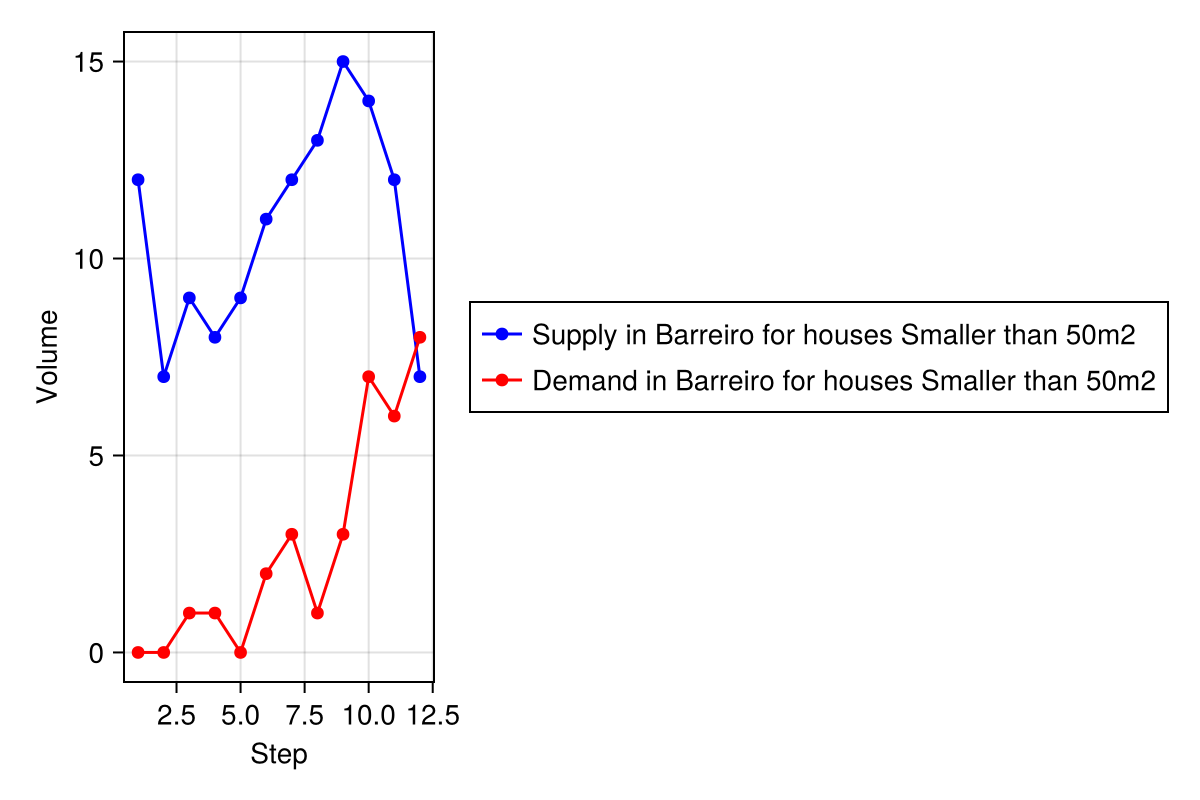 15
10
5
0
Volume
2.5 5.0 7.5 10.0 12.5
Step
Supply in Barreiro for houses Smaller than 50m2
Demand in Barreiro for houses Smaller than 50m2